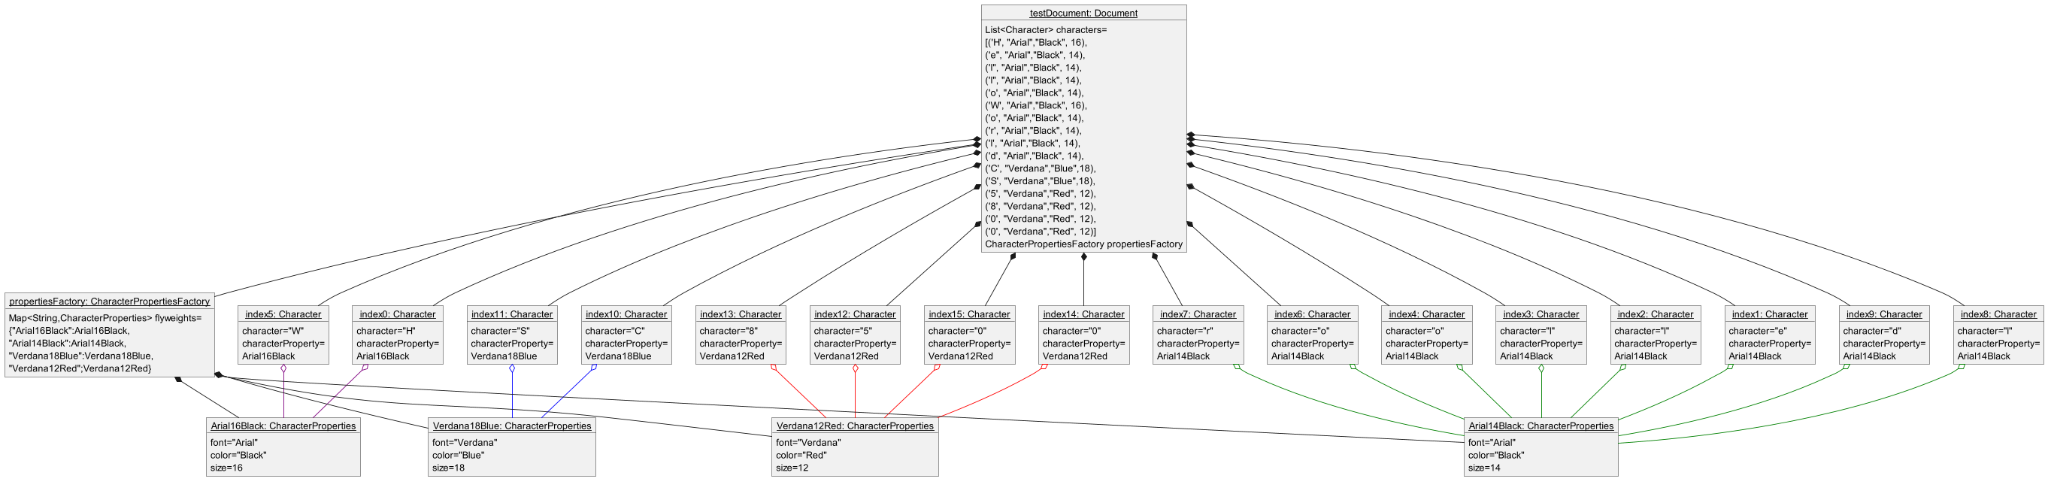 testDocument: Document
List<Character> characters=
[('H', "Arial","Black", 16),
('e", "Arial","Black", 14),
('l", "Arial","Black", 14),
('l", "Arial","Black", 14),
('o', "Arial","Black", 14),
('W', "Arial","Black", 16),
('o', "Arial","Black", 14),
('r', "Arial","Black", 14),
('l', "Arial","Black", 14),
('d', "Arial","Black", 14),
('C', "Verdana","Blue",18),
('S', "Verdana","Blue",18),
('5', "Verdana","Red", 12),
('8', "Verdana","Red", 12),
('0', "Verdana","Red", 12),
('0', "Verdana","Red", 12)]
CharacterPropertiesFactory propertiesFactory
propertiesFactory: CharacterPropertiesFactory
Map<String,CharacterProperties> flyweights=
{"Arial16Black":Arial16Black,
"Arial14Black":Arial14Black,
"Verdana18Blue":Verdana18Blue,
"Verdana12Red";Verdana12Red}
index5: Character
character="W"
characterProperty=
Arial16Black
index0: Character
character="H"
characterProperty=
Arial16Black
index11: Character
character="S"
characterProperty=
Verdana18Blue
index10: Character
character="C"
characterProperty=
Verdana18Blue
index13: Character
character="8"
characterProperty=
Verdana12Red
index12: Character
character="5"
characterProperty=
Verdana12Red
index15: Character
character="0"
characterProperty=
Verdana12Red
index14: Character
character="0"
characterProperty=
Verdana12Red
index7: Character
character="r"
characterProperty=
Arial14Black
index6: Character
character="o"
characterProperty=
Arial14Black
index4: Character
character="o"
characterProperty=
Arial14Black
index3: Character
character="l"
characterProperty=
Arial14Black
index2: Character
character="l"
characterProperty=
Arial14Black
index1: Character
character="e"
characterProperty=
Arial14Black
index9: Character
character="d"
characterProperty=
Arial14Black
index8: Character
character="l"
characterProperty=
Arial14Black
Arial16Black: CharacterProperties
font="Arial"
color="Black"
size=16
Verdana18Blue: CharacterProperties
font="Verdana"
color="Blue"
size=18
Verdana12Red: CharacterProperties
font="Verdana"
color="Red"
size=12
Arial14Black: CharacterProperties
font="Arial"
color="Black"
size=14